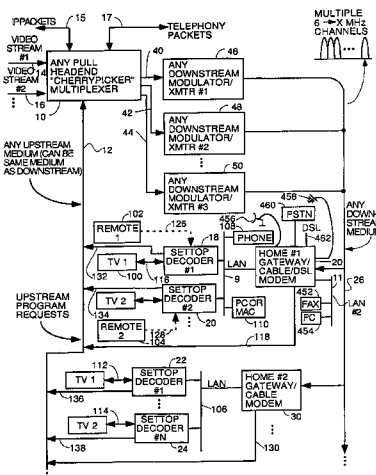 IPPACKETS
15
17
TELEPHONY
PACKETS
MULTIPLE
6 → X MHz
CHANNELS
VIDEO
STREAM
#1
14
VIDEO
STREAM
#2
16
ANY PULL
HEADEND
"CHERRYPICKER"
MULTIPLEXER
10
40
42
44
46
ANY
DOWNSTREAM
MODULATOR/
XMTR #1
48
ANY
DOWNSTREAM
MODULATOR/
XMTR #2
50
ANY
DOWNSTREAM
MODULATOR/
XMTR #3
12
ANY UPSTREAM
MEDIUM (CAN BE
SAME MEDIUM
AS DOWNSTREAM)
UPSTREAM
PROGRAM
REQUESTS
102
126
REMOTE
1
132
TV 1
100
116
18
SETTOP
DECODER
#1
134
TV 2
SETTOP
DECODER
#2
20
REMOTE
2
128
104
456
108
PHONE
LAN
9
PC OR
MAC
110
118
458
460
PSTN
DSL
462
HOME #1
GATEWAY/
CABLE/DSL
MODEM
20
11
452
FAX
PC
454
LAN
#2
ANY
DOWN-
STREAM
MEDIUM
26
112
TV 1
136
22
SETTOP
DECODER
#1
114
TV 2
138
SETTOP
DECODER
#N
24
LAN
106
HOME #2
GATEWAY/
CABLE
MODEM
30
130